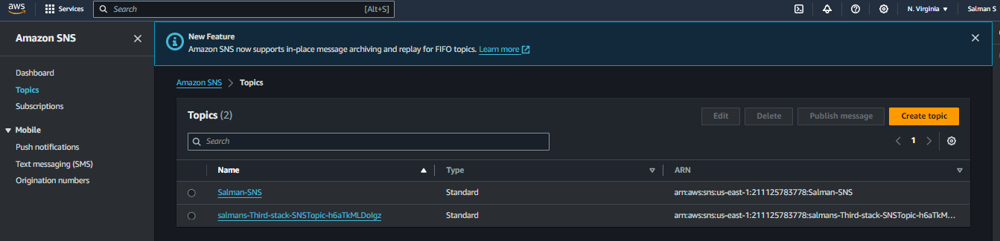 aws Services Search [Alt+S] N. Virginia Salman S
Amazon SNS
New Feature
Amazon SNS now supports in-place message archiving and replay for FIFO topics. Learn more
Dashboard
Topics
Subscriptions
Mobile
Push notifications
Text messaging (SMS)
Origination numbers
Amazon SNS > Topics
Topics (2) Edit Delete Publish message Create topic
Search 1
Name Type ARN
Salman-SNS Standard arn:aws:sns:us-east-1:211125783778:Salman-SNS
salmans-Third-stack-SNSTopic-h6aTkMLDoIgz Standard arn:aws:sns:us-east-1:211125783778:salmans-Third-stack-SNSTopic-h6aTkM...